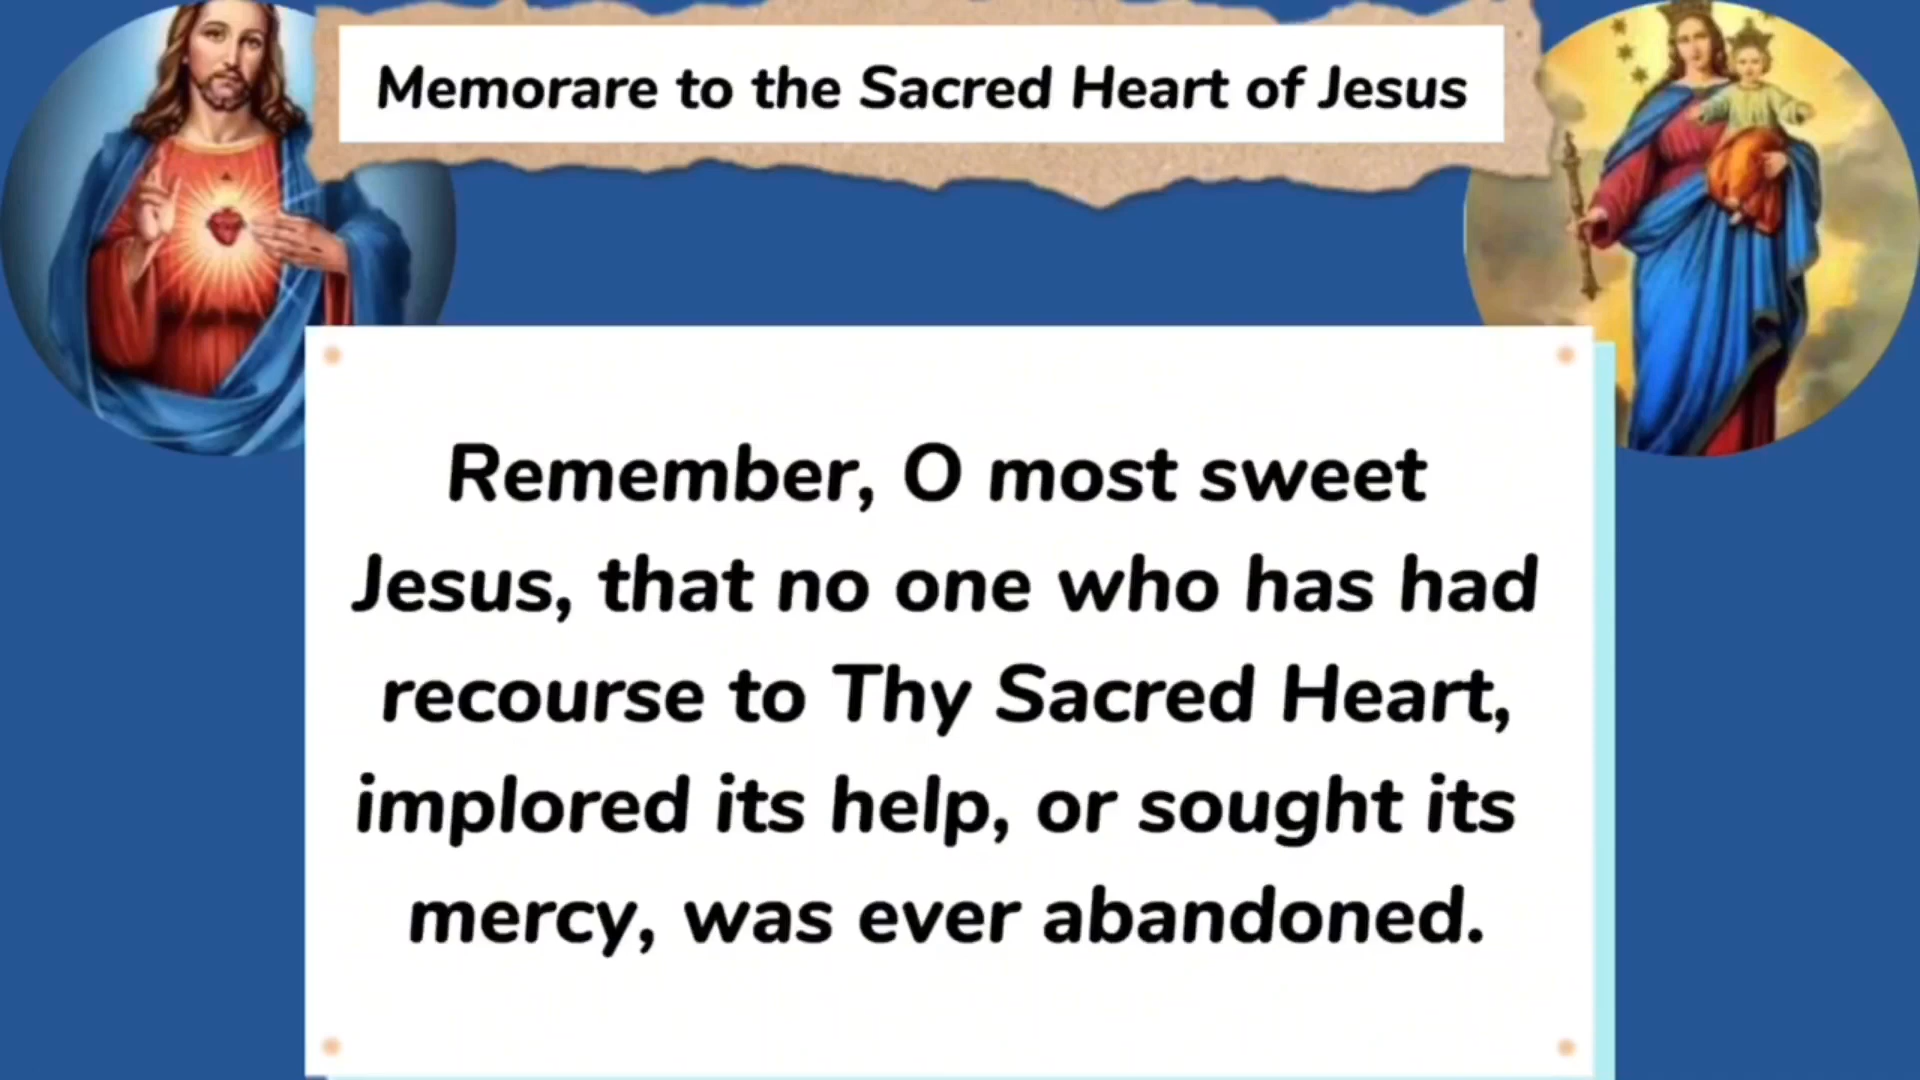 Memorare to the Sacred Heart of Jesus
Remember, O most sweet
Jesus, that no one who has had
recourse to Thy Sacred Heart,
implored its help, or sought its
mercy, was ever abandoned.